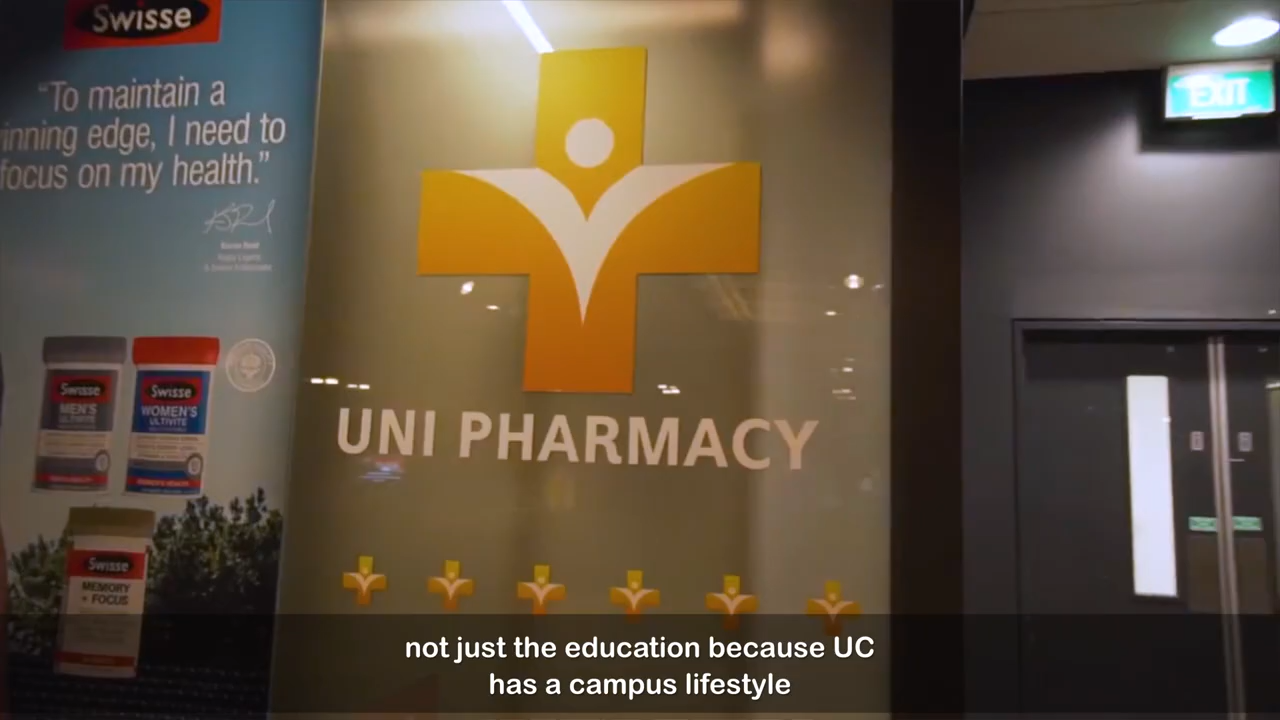 Swisse
“To maintain a
inning edge, I need to
focus on my health.”
Swisse
MEN'S
ULTIVITE
Swisse
WOMEN'S
ULTIVITE
Swisse
MEMORY
+ FOCUS
UNI PHARMACY
EXIT
not just the education because UC
has a campus lifestyle